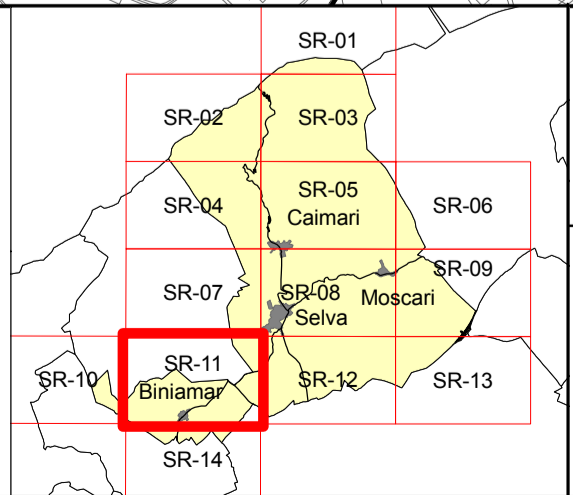 SR-01
SR-02 SR-03
SR-05
SR-04 SR-06
Caimari
SR-09
SR-07 SR-08 Moscari
Selva
SR-11
SR-10 SR-12 SR-13
Biniamar
SR-14